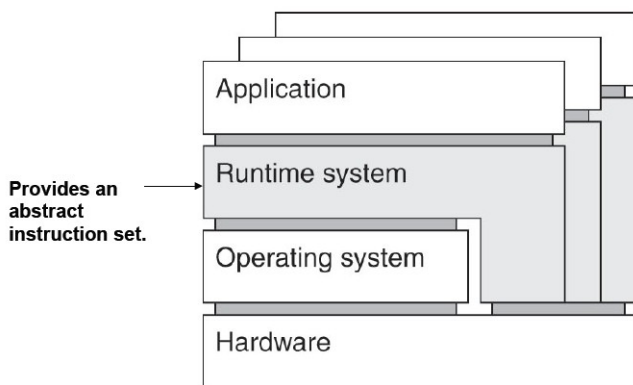 Application
Runtime system
Provides an
abstract
instruction set.
Operating system
Hardware